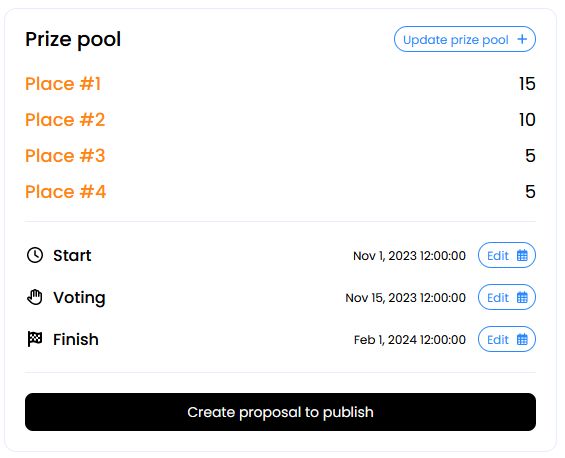 Prize pool
Update prize pool +
Place #1 15
Place #2 10
Place #3 5
Place #4 5
Start Nov 1, 2023 12:00:00 Edit
Voting Nov 15, 2023 12:00:00 Edit
Finish Feb 1, 2024 12:00:00 Edit
Create proposal to publish